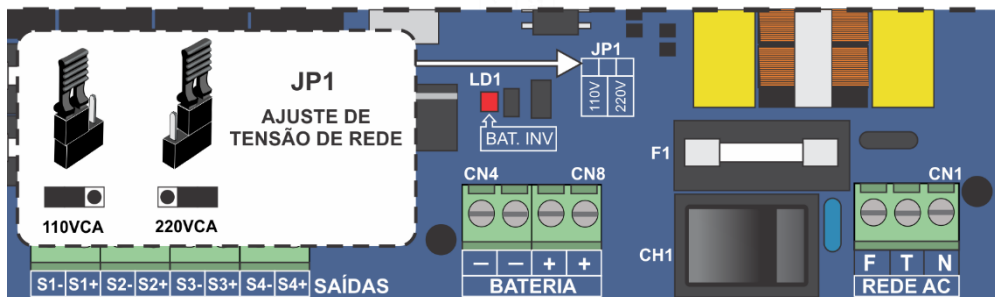 JP1
AJUSTE DE
TENSÃO DE REDE
110VCA
220VCA
JP1
110V
220V
LD1
BAT. INV
F1
CN4
CN8
CN1
CH1
S1- S1+ S2- S2+ S3- S3+ S4- S4+ SAÍDAS
− − + +
BATERIA
F T N
REDE AC